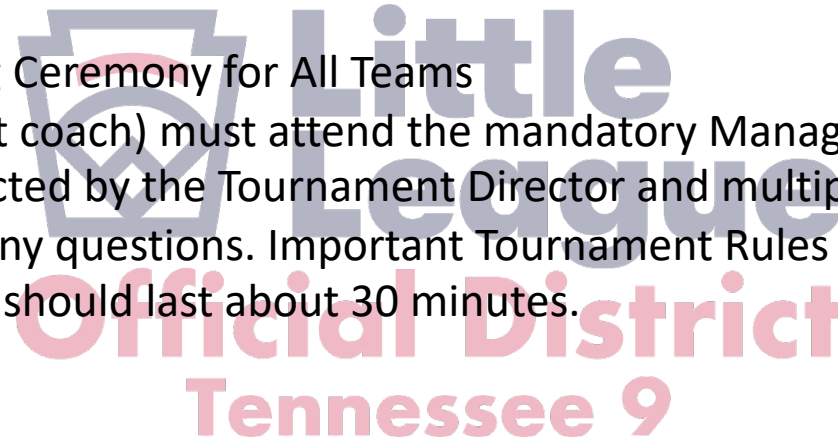 Ceremony for All Teams
t coach) must attend the mandatory Manag
cted by the Tournament Director and multip
ny questions. Important Tournament Rules
should last about 30 minutes.
Little
League
Official District
Tennessee 9